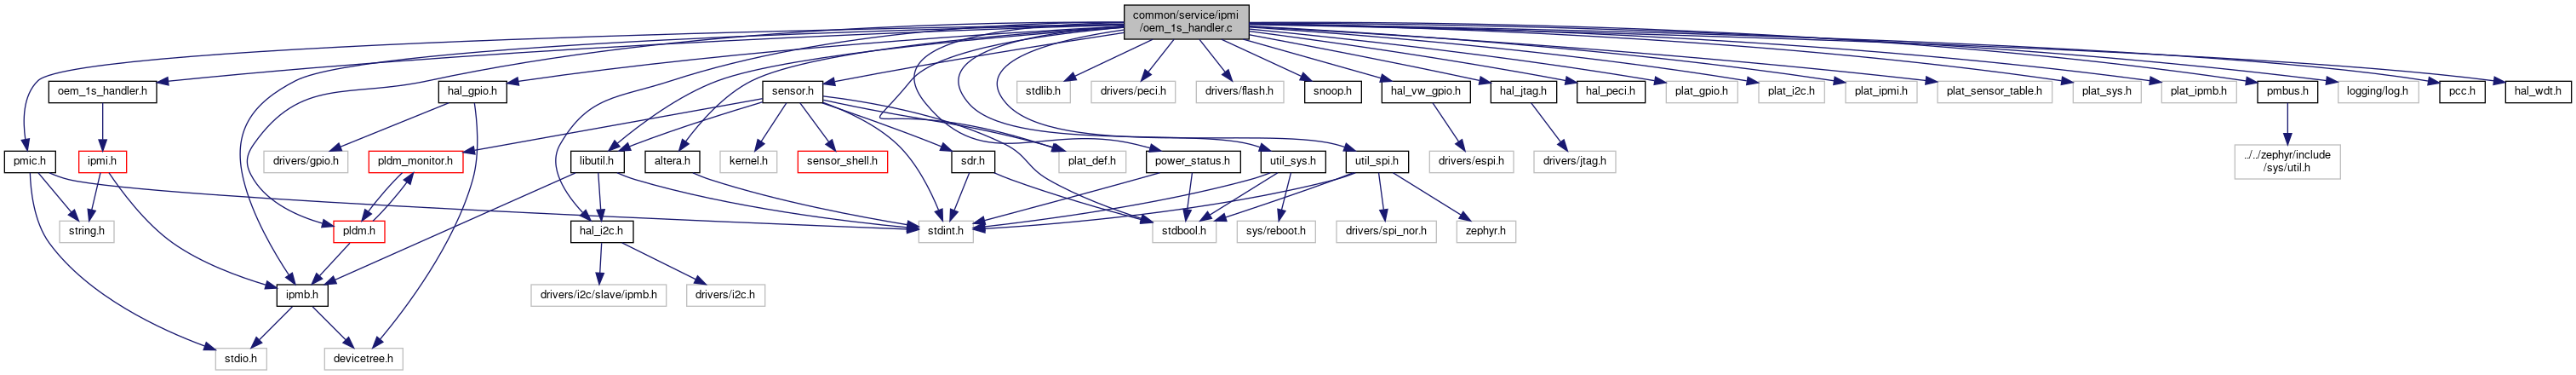 common/service/ipmi
/oem_1s_handler.c
oem_1s_handler.h
hal_gpio.h
sensor.h
stdlib.h
drivers/peci.h
drivers/flash.h
snoop.h
hal_vw_gpio.h
hal_jtag.h
hal_peci.h
plat_gpio.h
plat_i2c.h
plat_ipmi.h
plat_sensor_table.h
plat_sys.h
plat_ipmb.h
pmbus.h
logging/log.h
pcc.h
hal_wdt.h
pmic.h
ipmi.h
drivers/gpio.h
pldm_monitor.h
libutil.h
altera.h
kernel.h
sensor_shell.h
sdr.h
plat_def.h
power_status.h
util_sys.h
util_spi.h
drivers/espi.h
drivers/jtag.h
../../zephyr/include
/sys/util.h
string.h
pldm.h
hal_i2c.h
stdint.h
stdbool.h
sys/reboot.h
drivers/spi_nor.h
zephyr.h
ipmb.h
drivers/i2c/slave/ipmb.h
drivers/i2c.h
stdio.h
devicetree.h